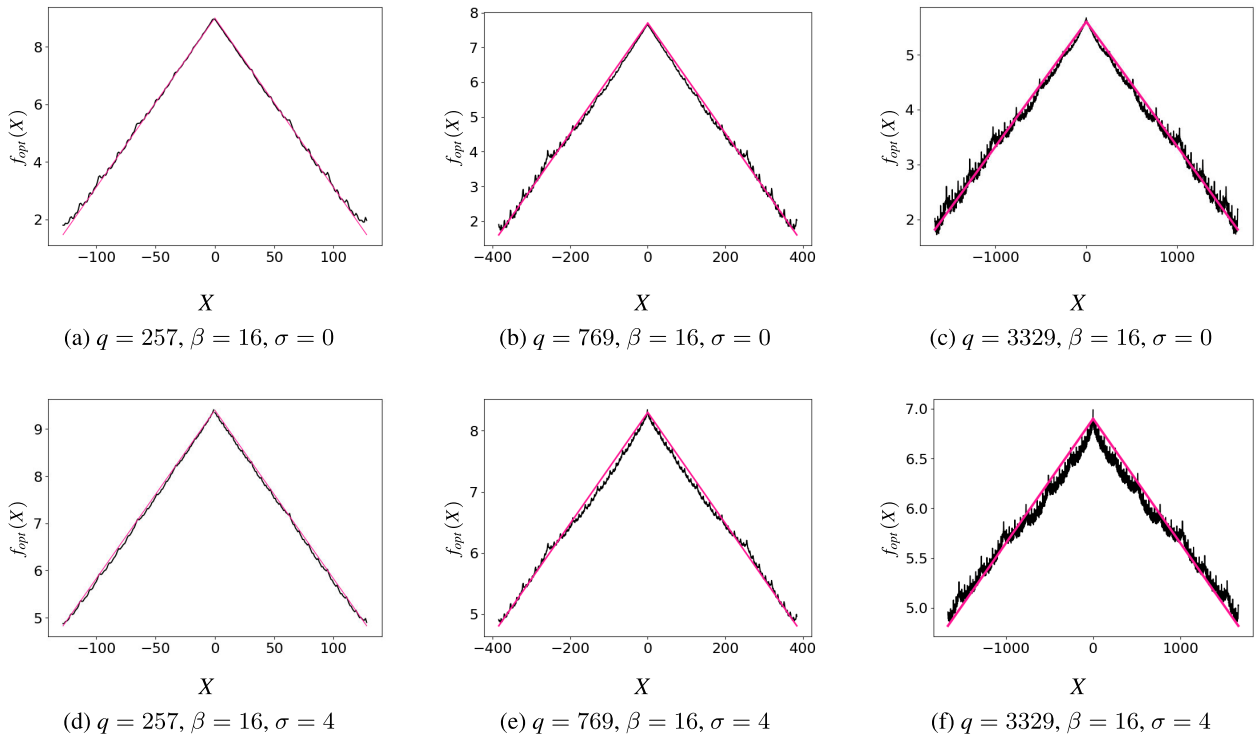 8
6
4
2
f_opt(X)
−100 −50 0 50 100
X
(a) q = 257, β = 16, σ = 0
8
7
6
5
4
3
2
f_opt(X)
−400 −200 0 200 400
X
(b) q = 769, β = 16, σ = 0
5
4
3
2
f_opt(X)
−1000 0 1000
X
(c) q = 3329, β = 16, σ = 0
9
8
7
6
5
f_opt(X)
−100 −50 0 50 100
X
(d) q = 257, β = 16, σ = 4
8
7
6
5
f_opt(X)
−400 −200 0 200 400
X
(e) q = 769, β = 16, σ = 4
7.0
6.5
6.0
5.5
5.0
f_opt(X)
−1000 0 1000
X
(f) q = 3329, β = 16, σ = 4